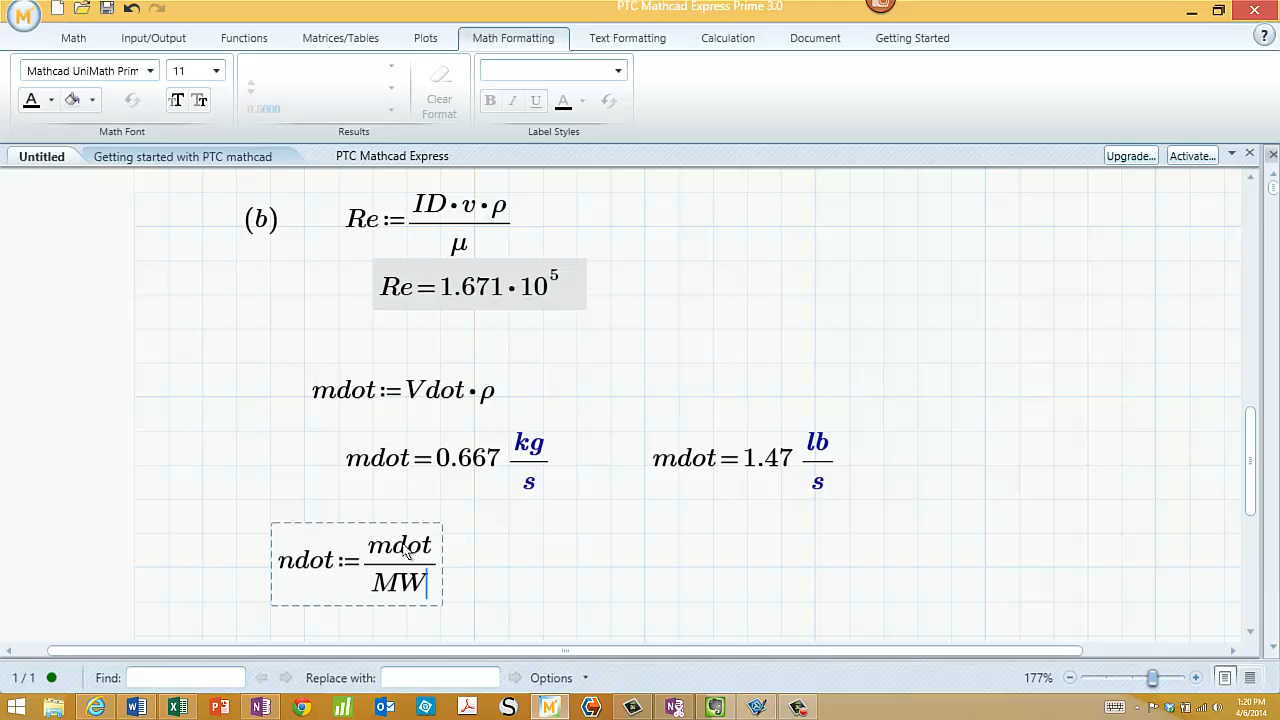 PTC Mathcad Express Prime 3.0
Math Input/Output Functions Matrices/Tables Plots Math Formatting Text Formatting Calculation Document Getting Started
Mathcad UniMath Prim 11
Clear Format
Math Font Results Label Styles
Untitled Getting started with PTC mathcad PTC Mathcad Express Upgrade... Activate...
(b) Re:=ID•v•ρ/μ
Re=1.671•10^5
mdot:=Vdot•ρ
mdot=0.667 kg/s mdot=1.47 lb/s
ndot:=mdot/MW
1 / 1 Find: Replace with: Options 177%
1:20 PM
4/6/2014